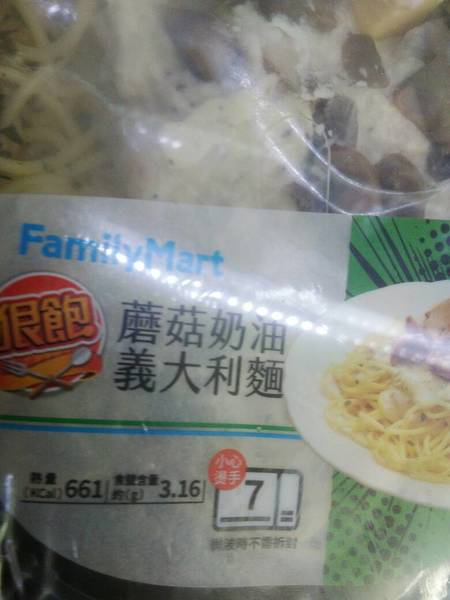 FamilyMart
狠飽
蘑菇奶油
義大利麵
熱量
(KCal) 661
食鹽含量
約(g) 3.16
小心
燙手
7
微波時不需拆封